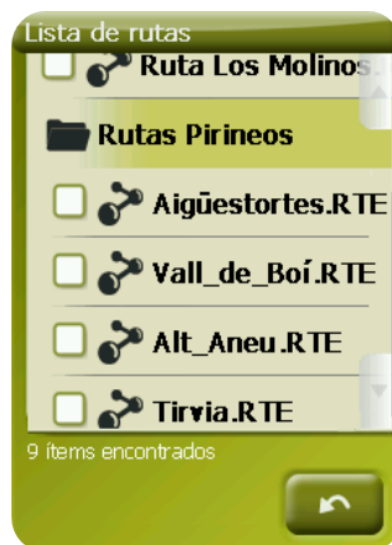 Lista de rutas
Ruta Los Molinos.
Rutas Pirineos
Aigüestortes.RTE
Vall_de_Boí.RTE
Alt_Aneu.RTE
Tirvia.RTE
9 ítems encontrados